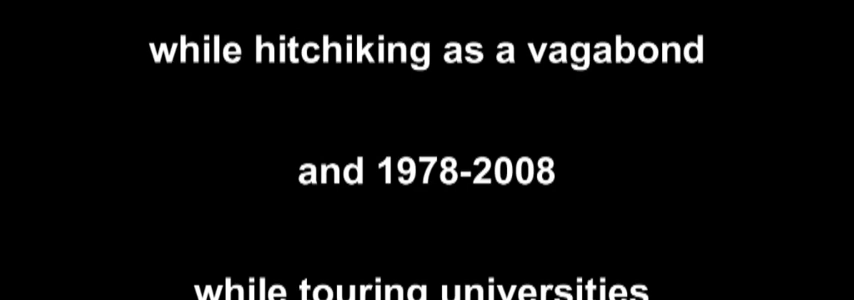 while hitchiking as a vagabond
and 1978-2008
while touring universities